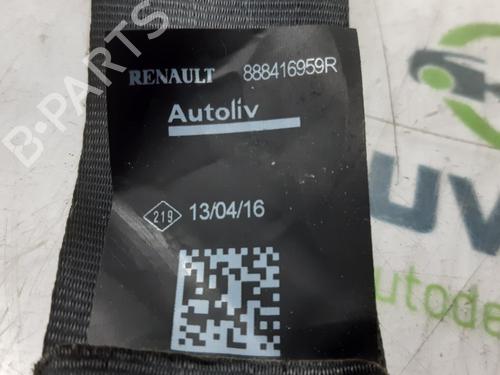 RENAULT 888416959R
Autoliv
219 13/04/16
B-PARTS
UV
autode